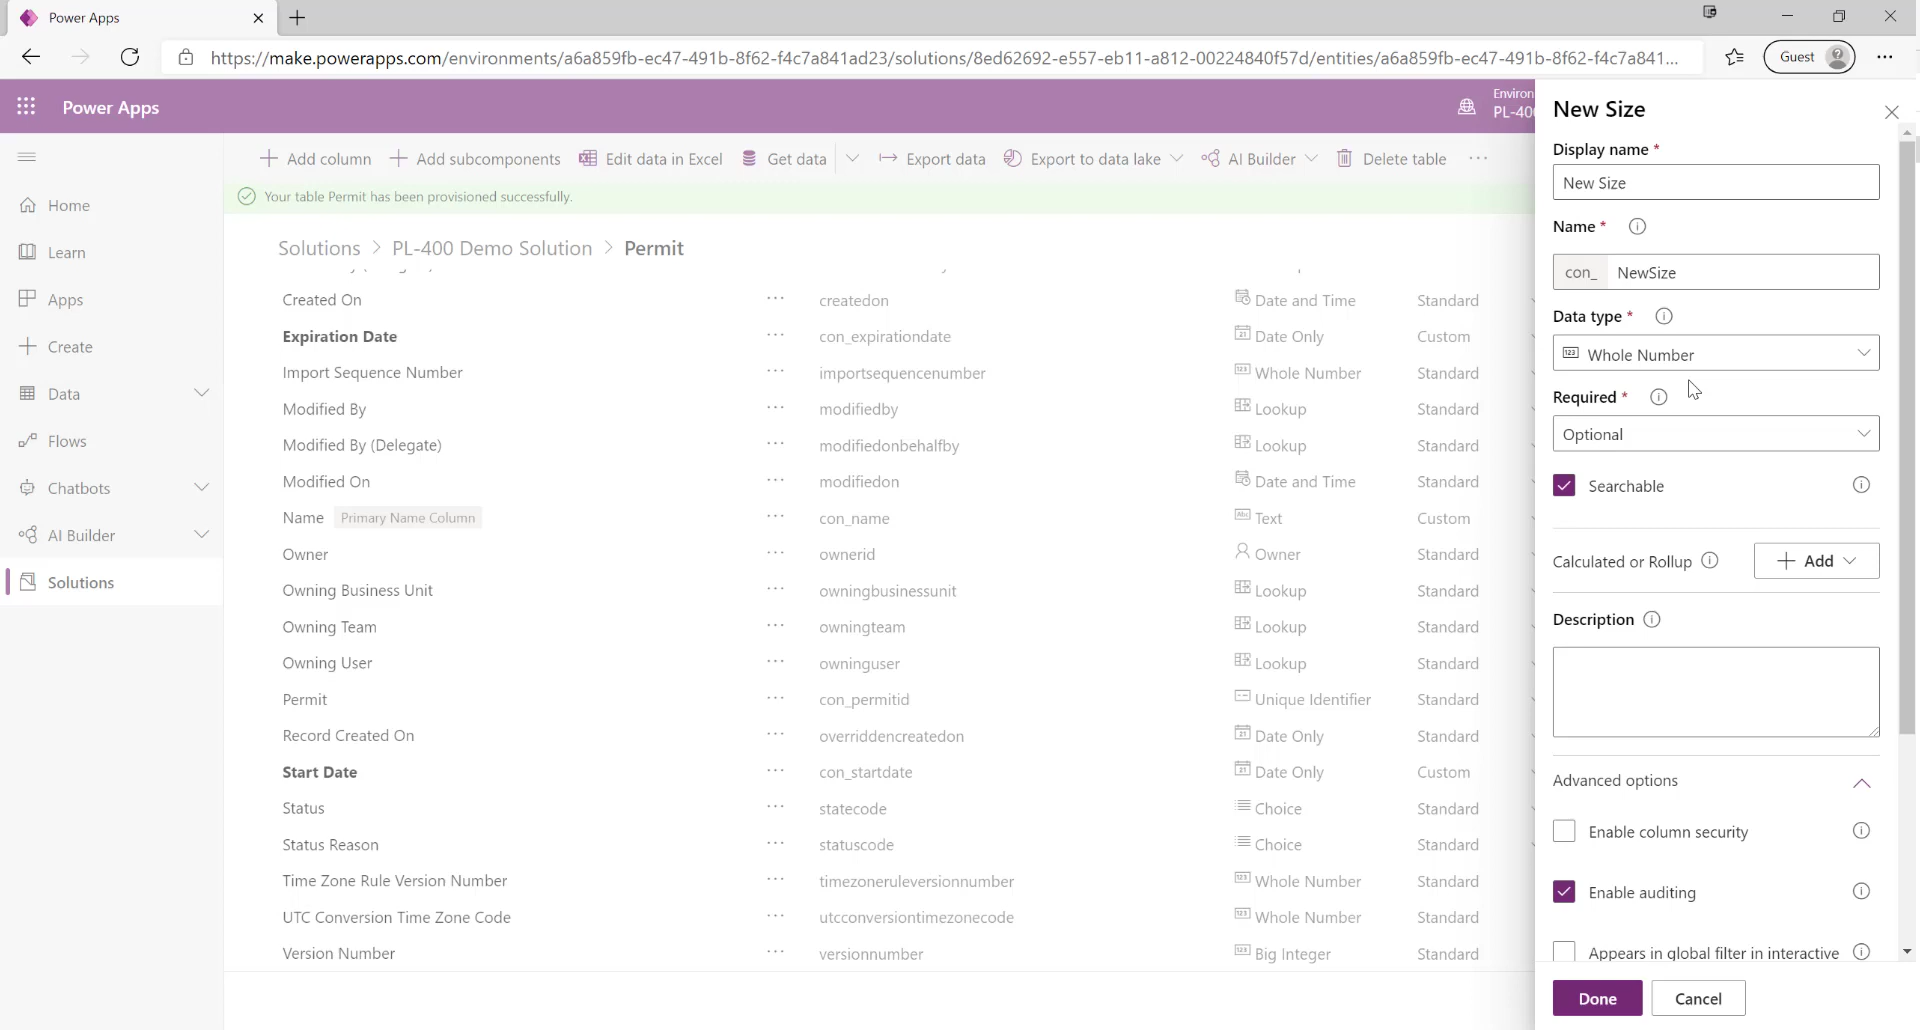 Power Apps
https://make.powerapps.com/environments/a6a859fb-ec47-491b-8f62-f4c7a841ad23/solutions/8ed62692-e557-eb11-a812-00224840f57d/entities/a6a859fb-ec47-491b-8f62-f4c7a841...
Guest
Power Apps
Environ
PL-400
Add column
Add subcomponents
Edit data in Excel
Get data
Export data
Export to data lake
AI Builder
Delete table
Your table Permit has been provisioned successfully.
Home
Learn
Apps
Create
Data
Flows
Chatbots
AI Builder
Solutions
Solutions > PL-400 Demo Solution > Permit
Created On ... createdon Date and Time Standard
Expiration Date ... con_expirationdate Date Only Custom
Import Sequence Number ... importsequencenumber Whole Number Standard
Modified By ... modifiedby Lookup Standard
Modified By (Delegate) ... modifiedonbehalfby Lookup Standard
Modified On ... modifiedon Date and Time Standard
Name Primary Name Column ... con_name Text Custom
Owner ... ownerid Owner Standard
Owning Business Unit ... owningbusinessunit Lookup Standard
Owning Team ... owningteam Lookup Standard
Owning User ... owninguser Lookup Standard
Permit ... con_permitid Unique Identifier Standard
Record Created On ... overriddencreatedon Date Only Standard
Start Date ... con_startdate Date Only Custom
Status ... statecode Choice Standard
Status Reason ... statuscode Choice Standard
Time Zone Rule Version Number ... timezoneruleversionnumber Whole Number Standard
UTC Conversion Time Zone Code ... utcconversiontimezonecode Whole Number Standard
Version Number ... versionnumber Big Integer Standard
New Size
Display name *
New Size
Name *
con_ NewSize
Data type *
Whole Number
Required *
Optional
Searchable
Calculated or Rollup
Add
Description
Advanced options
Enable column security
Enable auditing
Appears in global filter in interactive
Done
Cancel